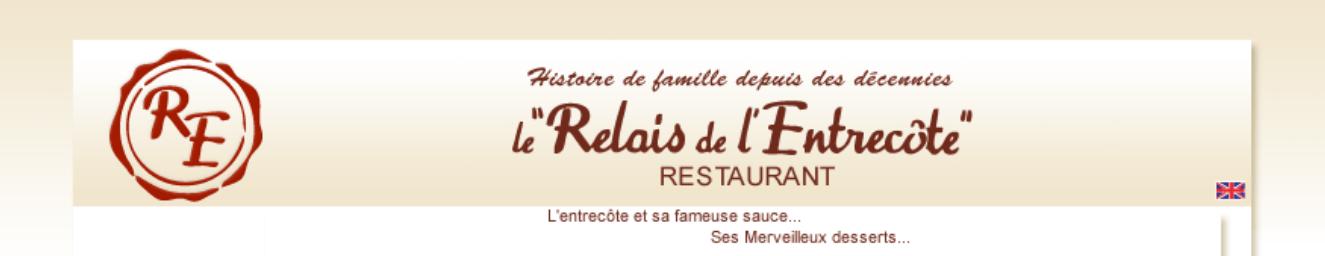 RE
Histoire de famille depuis des décennies
le "Relais de l'Entrecôte"
RESTAURANT
L'entrecôte et sa fameuse sauce...
Ses Merveilleux desserts...